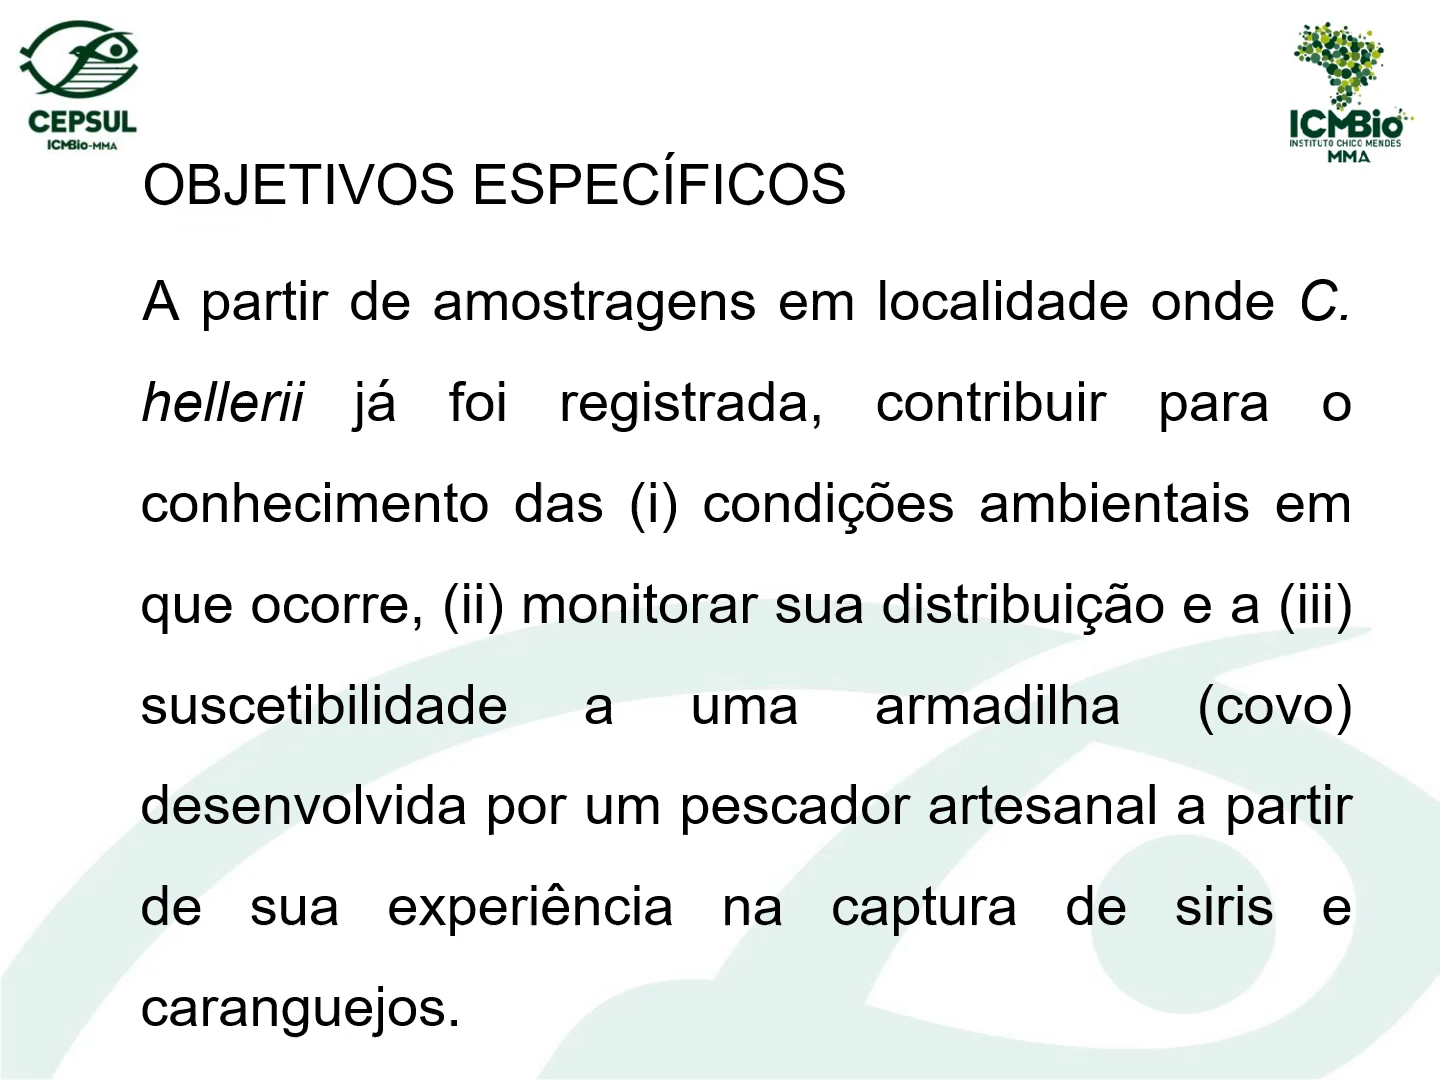 CEPSUL
ICMBio-MMA
ICMBio
INSTITUTO CHICO MENDES
MMA
OBJETIVOS ESPECÍFICOS
A partir de amostragens em localidade onde C.
hellerii já foi registrada, contribuir para o
conhecimento das (i) condições ambientais em
que ocorre, (ii) monitorar sua distribuição e a (iii)
suscetibilidade a uma armadilha (covo)
desenvolvida por um pescador artesanal a partir
de sua experiência na captura de siris e
caranguejos.